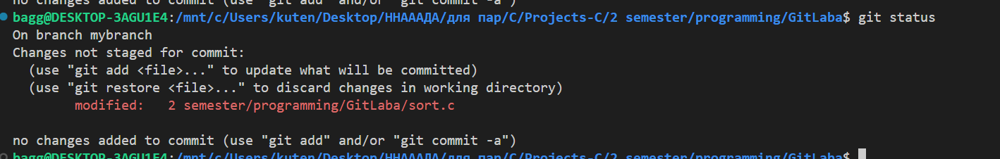 no changes added to commit (use "git add" and/or "git commit -a")
bagg@DESKTOP-3AGU1E4:/mnt/c/Users/kuten/Desktop/ННАААДА/для пар/C/Projects-C/2 semester/programming/GitLaba$ git status
On branch mybranch
Changes not staged for commit:
  (use "git add <file>..." to update what will be committed)
  (use "git restore <file>..." to discard changes in working directory)
        modified:   2 semester/programming/GitLaba/sort.c

no changes added to commit (use "git add" and/or "git commit -a")
bagg@DESKTOP-3AGU1E4:/mnt/c/Users/kuten/Desktop/ННАААДА/для пар/C/Projects-C/2 semester/programming/GitLaba$